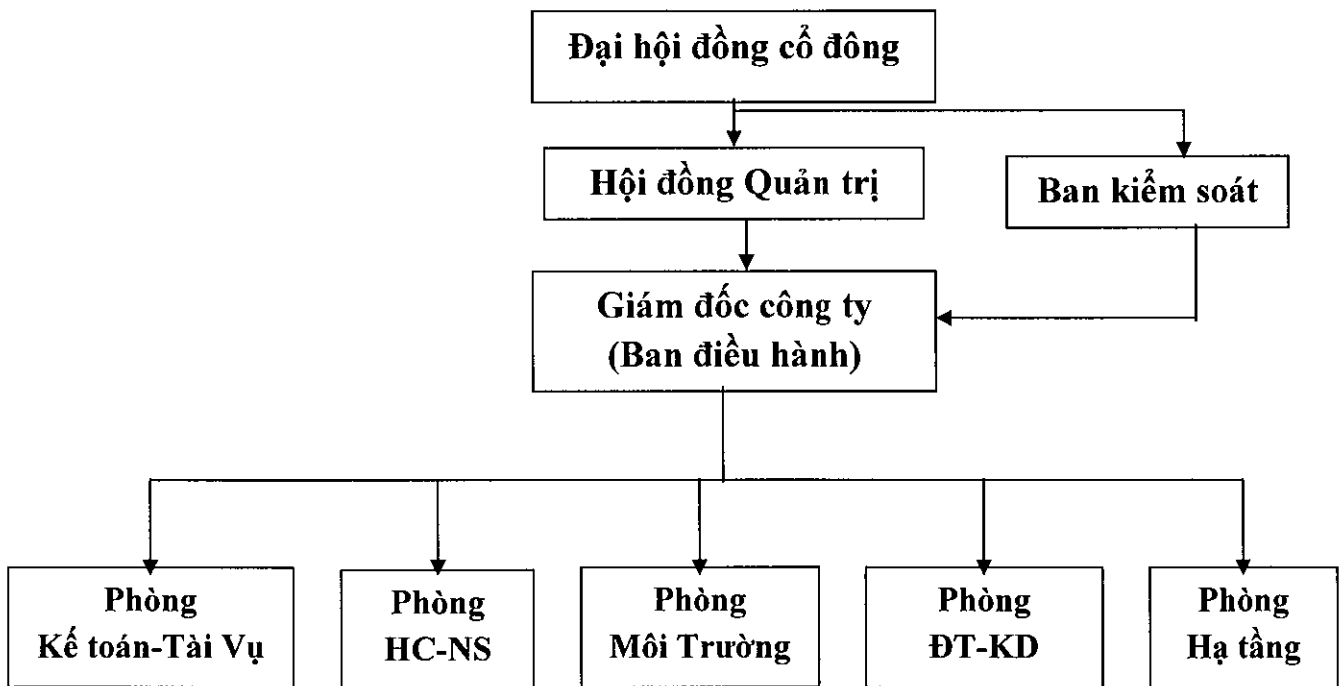 Đại hội đồng cổ đông
Hội đồng Quản trị
Ban kiểm soát
Giám đốc công ty
(Ban điều hành)
Phòng
Kế toán-Tài Vụ
Phòng
HC-NS
Phòng
Môi Trường
Phòng
ĐT-KD
Phòng
Hạ tầng